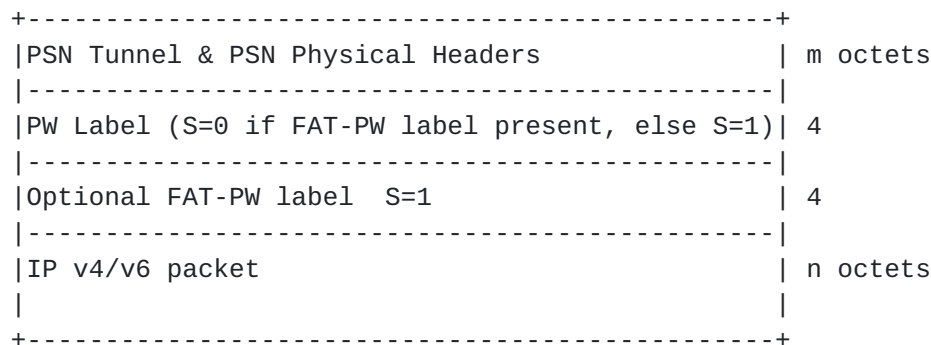 +-----------------------------------------------+
|PSN Tunnel & PSN Physical Headers              | m octets
|-----------------------------------------------|
|PW Label (S=0 if FAT-PW label present, else S=1)| 4
|-----------------------------------------------|
|Optional FAT-PW label  S=1                     | 4
|-----------------------------------------------|
|IP v4/v6 packet                                | n octets
|                                               |
+-----------------------------------------------+